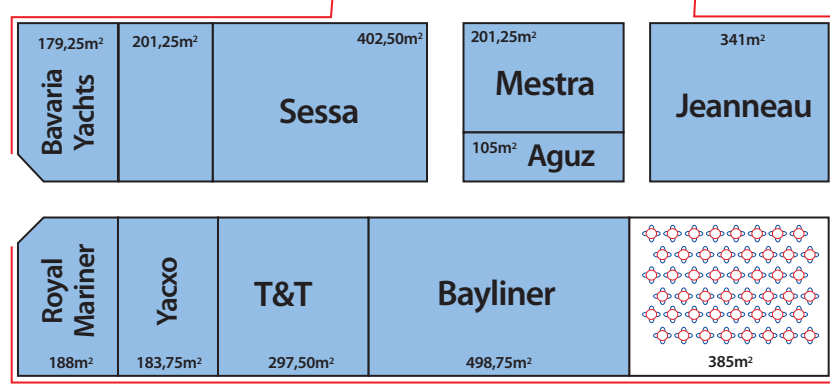 179,25m²
Bavaria
Yachts
201,25m²
402,50m²
Sessa
201,25m²
Mestra
105m²
Aguz
341m²
Jeanneau
Royal
Mariner
188m²
Yacxo
183,75m²
T&T
297,50m²
Bayliner
498,75m²
385m²